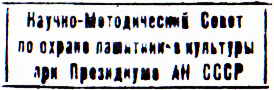 Научно-Методический Совет
по охране памятников культуры
при Президиуме АН СССР